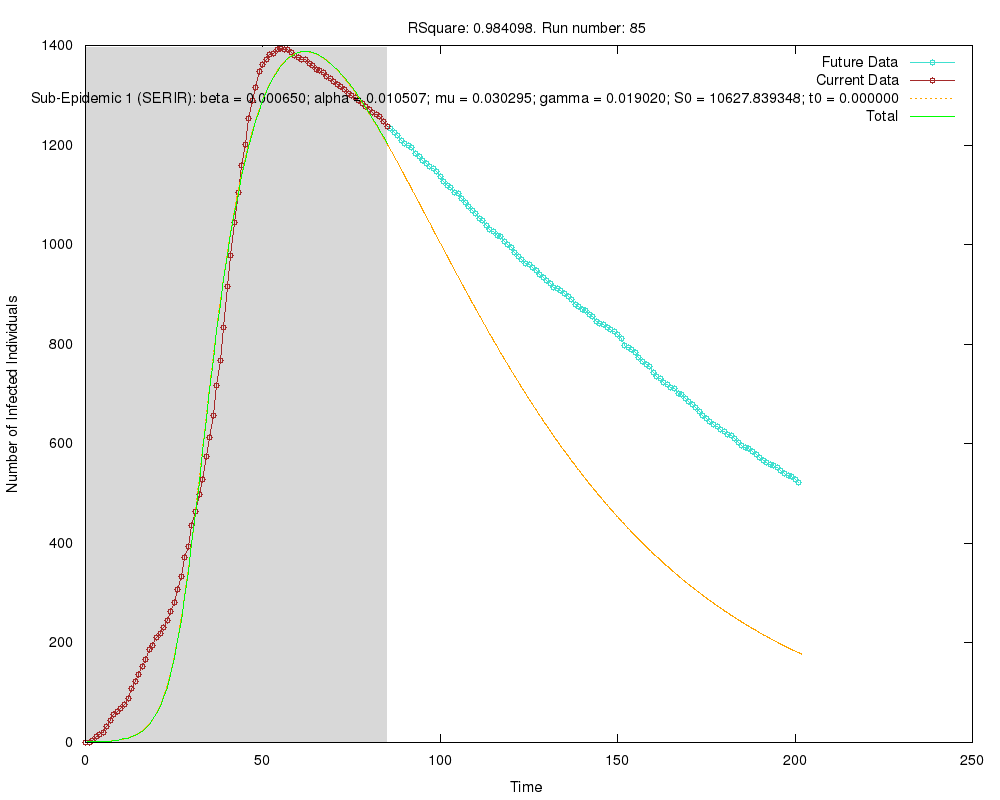 RSquare: 0.984098. Run number: 85
1400
1200
1000
800
600
400
200
0
Number of Infected Individuals
Future Data
Current Data
Sub-Epidemic 1 (SERIR): beta = 0.000650; alpha = 0.010507; mu = 0.030295; gamma = 0.019020; S0 = 10627.839348; t0 = 0.000000
Total
0 50 100 150 200 250
Time